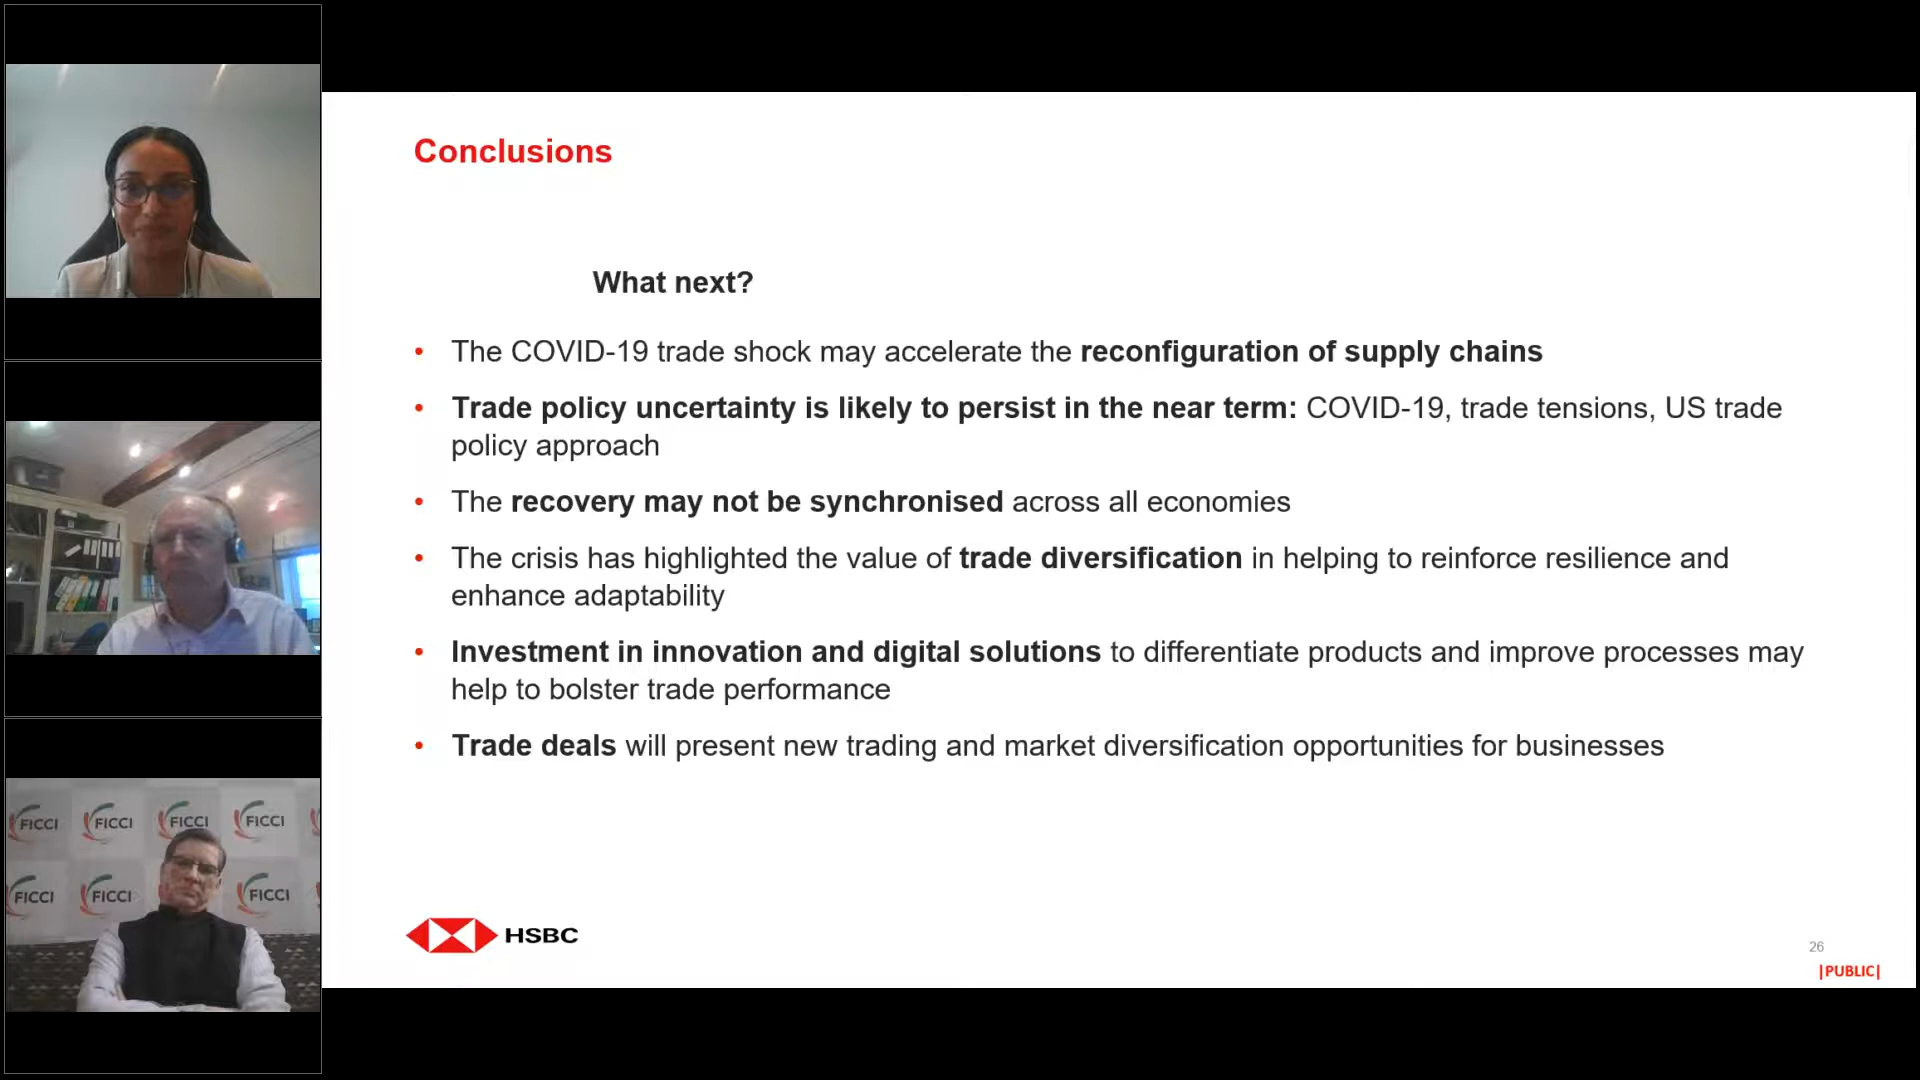 Conclusions
What next?
• The COVID-19 trade shock may accelerate the reconfiguration of supply chains
• Trade policy uncertainty is likely to persist in the near term: COVID-19, trade tensions, US trade
policy approach
• The recovery may not be synchronised across all economies
• The crisis has highlighted the value of trade diversification in helping to reinforce resilience and
enhance adaptability
• Investment in innovation and digital solutions to differentiate products and improve processes may
help to bolster trade performance
• Trade deals will present new trading and market diversification opportunities for businesses
HSBC
26
|PUBLIC|
FICCI FICCI FICCI FICCI
FICCI FICCI FICCI